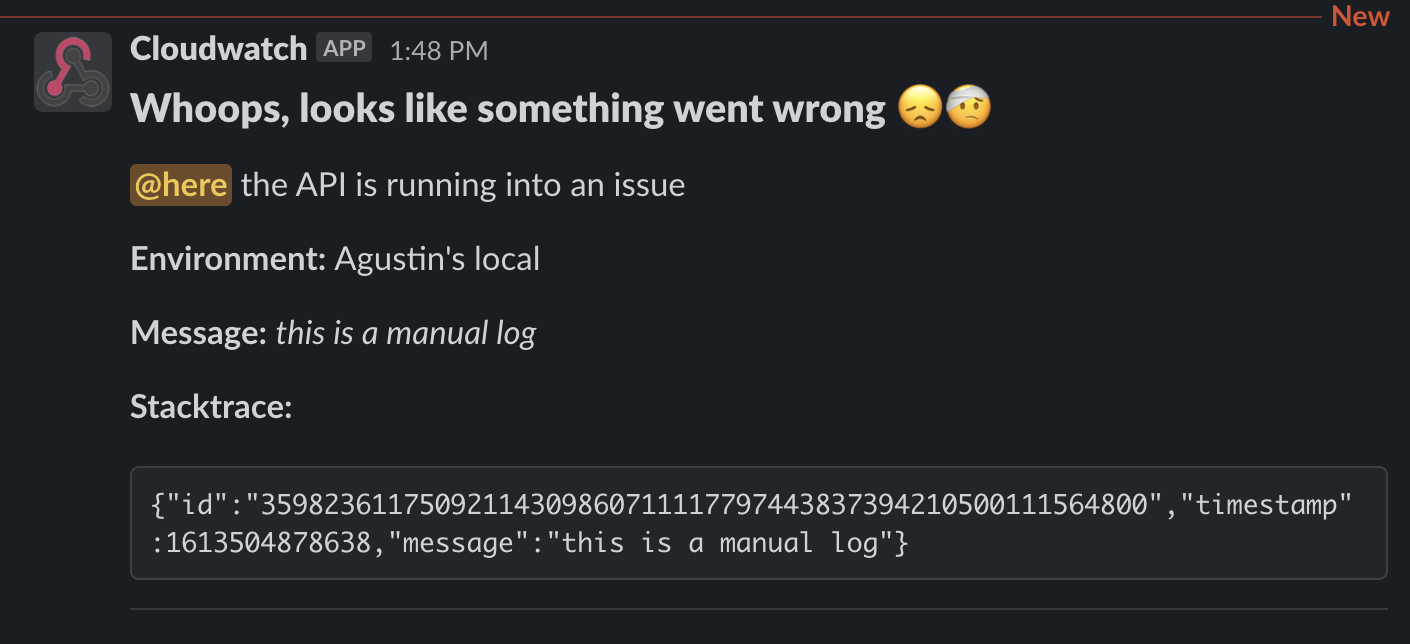 New
Cloudwatch APP 1:48 PM
Whoops, looks like something went wrong 😞🤕
@here the API is running into an issue
Environment: Agustin's local
Message: this is a manual log
Stacktrace:
{"id":"35982361175092114309860711117797443837394210500111564800","timestamp"
:1613504878638,"message":"this is a manual log"}